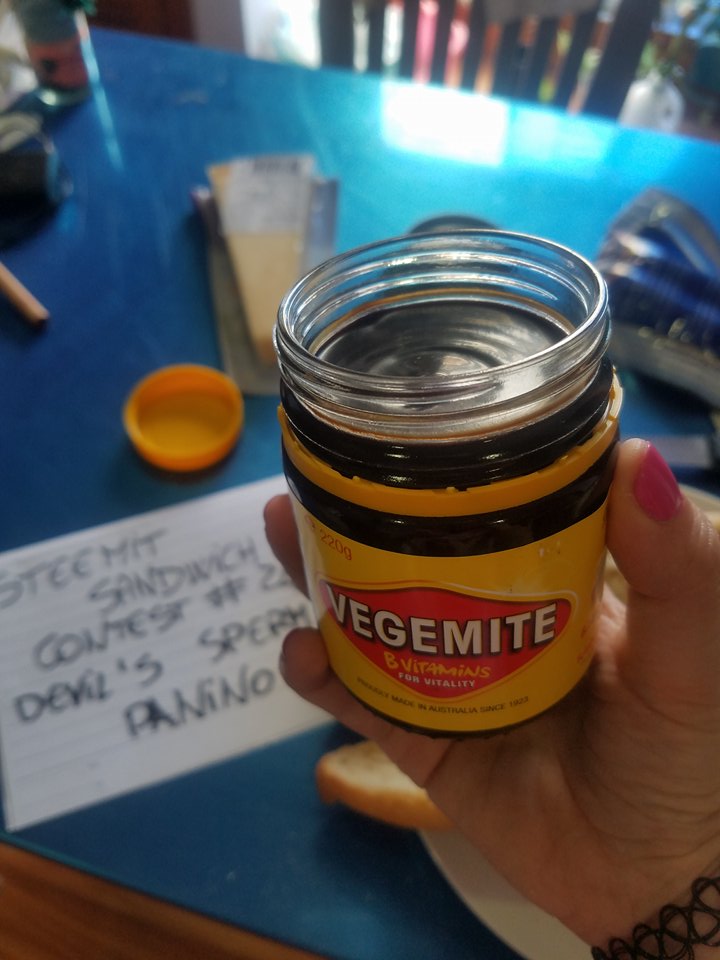 220g
VEGEMITE
B VITAMINS
FOR VITALITY
PROUDLY MADE IN AUSTRALIA SINCE 1923
STEEMIT
SANDWICH
CONTEST #
DEVIL'S SPERM
PANINO